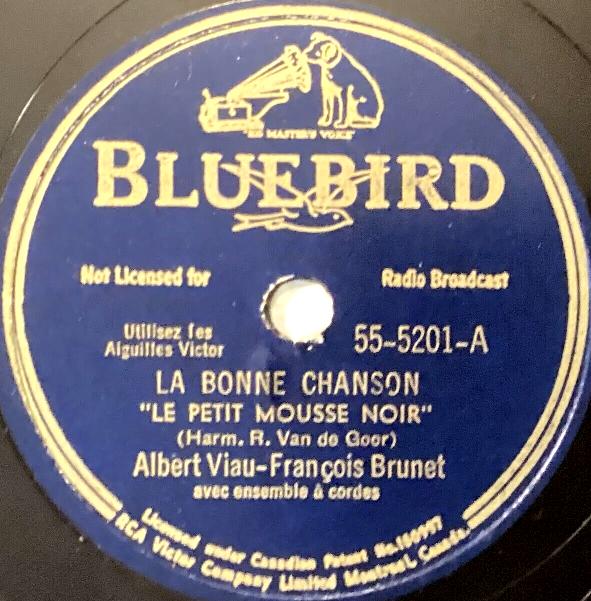 "HIS MASTER'S VOICE"
BLUEBIRD
Not Licensed for Radio Broadcast
Utilisez les
Aiguilles Victor
55-5201-A
LA BONNE CHANSON
"LE PETIT MOUSSE NOIR"
(Harm. R. Van de Goor)
Albert Viau-François Brunet
avec ensemble à cordes
Licensed under Canadian Patent No.160997
RCA Victor Company Limited Montreal, Canada.